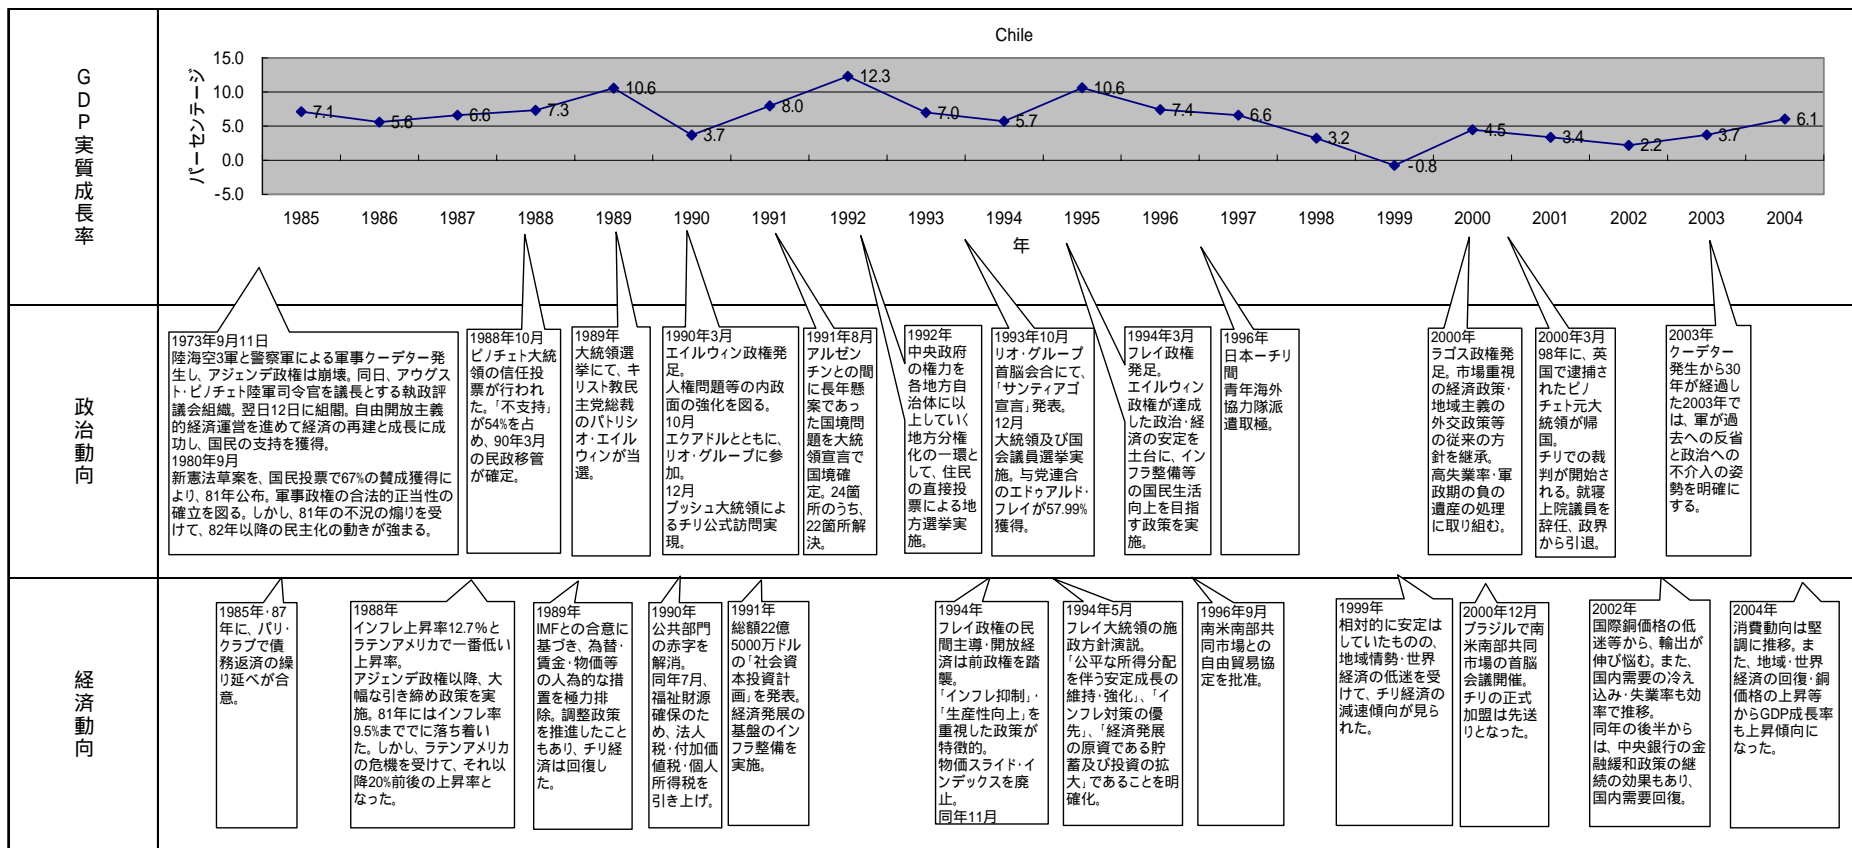 GDP実質成長率
Chile
パーセンテージ
15.0
10.0
5.0
0.0
-5.0
7.1
5.6
6.6
7.3
10.6
3.7
8.0
12.3
7.0
5.7
10.6
7.4
6.6
3.2
-0.8
4.5
3.4
2.2
3.7
6.1
1985 1986 1987 1988 1989 1990 1991 1992 1993 1994 1995 1996 1997 1998 1999 2000 2001 2002 2003 2004
年
政治動向
1973年9月11日
陸海空3軍と警察軍による軍事クーデター発
生し、アジェンデ政権は崩壊。同日、アウグス
ト・ピノチェト陸軍司令官を議長とする執政評
議会組織。翌日12日に組閣。自由開放主義
的経済運営を進めて経済の再建と成長に成
功し、国民の支持を獲得。
1980年9月
新憲法草案を、国民投票で67%の賛成獲得に
より、81年公布。軍事政権の合法的正当性の
確立を図る。しかし、81年の不況の煽りを受
けて、82年以降の民主化の動きが強まる。
1988年10月
ピノチェト大統
領の信任投
票が行われ
た。「不支持」
が54%を占
め、90年3月
の民政移管
が確定。
1989年
大統領選
挙にて、キ
リスト教民
主党総裁
のパトリシ
オ・エイル
ウィンが当
選。
1990年3月
エイルウィン政権発
足。
人権問題等の内政
面の強化を図る。
10月
エクアドルとともに、
リオ・グループに参
加。
12月
ブッシュ大統領によ
るチリ公式訪問実
現。
1991年8月
アルゼン
チンとの間
に長年懸
案であっ
た国境問
題を大統
領宣言で
国境確
定。24箇
所のうち、
22箇所解
決。
1992年
中央政府
の権力を
各地方自
治体に以
上していく
地方分権
化の一環と
して、住民
の直接投
票による地
方選挙実
施。
1993年10月
リオ・グループ
首脳会合にて、
「サンティアゴ
宣言」発表。
12月
大統領及び国
会議員選挙実
施。与党連合
のエドゥアルド・
フレイが57.99%
獲得。
1994年3月
フレイ政権
発足。
エイルウィン
政権が達成
した政治・経
済の安定を
土台に、イン
フラ整備等
の国民生活
向上を目指
す政策を実
施。
1996年
日本ーチリ
間
青年海外
協力隊派
遣取極。
2000年
ラゴス政権発
足。市場重視
の経済政策・
地域主義の
外交政策等
の従来の方
針を継承。
高失業率・軍
政期の負の
遺産の処理
に取り組む。
2000年3月
98年に、英
国で逮捕さ
れたピノ
チェト元大
統領が帰
国。
チリでの裁
判が開始さ
れる。就寝
上院議員を
辞任、政界
から引退。
2003年
クーデター
発生から30
年が経過し
た2003年で
は、軍が過
去への反省
と政治への
不介入の姿
勢を明確に
する。
経済動向
1985年・87
年に、パリ・
クラブで債
務返済の繰
り延べが合
意。
1988年
インフレ上昇率12.7%と
ラテンアメリカで一番低い
上昇率。
アジェンデ政権以降、大
幅な引き締め政策を実
施。81年にはインフレ率
9.5%まででに落ち着い
た。しかし、ラテンアメリカ
の危機を受けて、それ以
降20%前後の上昇率と
なった。
1989年
IMFとの合意に
基づき、為替・
賃金・物価等
の人為的な措
置を極力排
除。調整政策
を推進したこと
もあり、チリ経
済は回復し
た。
1990年
公共部門
の赤字を
解消。
同年7月、
福祉財源
確保のた
め、法人
税・付加価
値税・個人
所得税を
引き上げ。
1991年
総額22億
5000万ドル
の「社会資
本投資計
画」を発表。
経済発展の
基盤のイン
フラ整備を
実施。
1994年
フレイ政権の民
間主導・開放経
済は前政権を踏
襲。
「インフレ抑制」・
「生産性向上」を
重視した政策が
特徴的。
物価スライド・イ
ンデックスを廃
止。
同年11月
1994年5月
フレイ大統領の施
政方針演説。
「公平な所得分配
を伴う安定成長の
維持・強化」、「イ
ンフレ対策の優
先」、「経済発展
の原資である貯
蓄及び投資の拡
大」であることを明
確化。
1996年9月
南米南部共
同市場との
自由貿易協
定を批准。
1999年
相対的に安定は
していたものの、
地域情勢・世界
経済の低迷を受
けて、チリ経済の
減速傾向が見ら
れた。
2000年12月
ブラジルで南
米南部共同
市場の首脳
会議開催。
チリの正式
加盟は先送
りとなった。
2002年
国際銅価格の低
迷等から、輸出が
伸び悩む。また、
国内需要の冷え
込み・失業率も効
率で推移。
同年の後半から
は、中央銀行の金
融緩和政策の継
続の効果もあり、
国内需要回復。
2004年
消費動向は堅
調に推移。ま
た、地域・世界
経済の回復・銅
価格の上昇等
からGDP成長率
も上昇傾向に
なった。